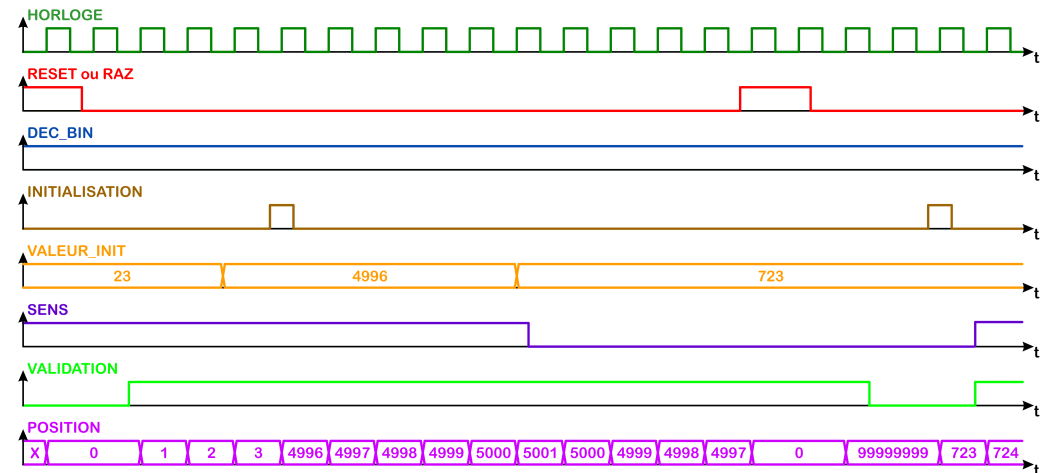 HORLOGE
t
RESET ou RAZ
t
DEC_BIN
t
INITIALISATION
t
VALEUR_INIT
23 4996 723
t
SENS
t
VALIDATION
t
POSITION
X 0 1 2 3 4996 4997 4998 4999 5000 5001 5000 4999 4998 4997 0 99999999 723 724
t